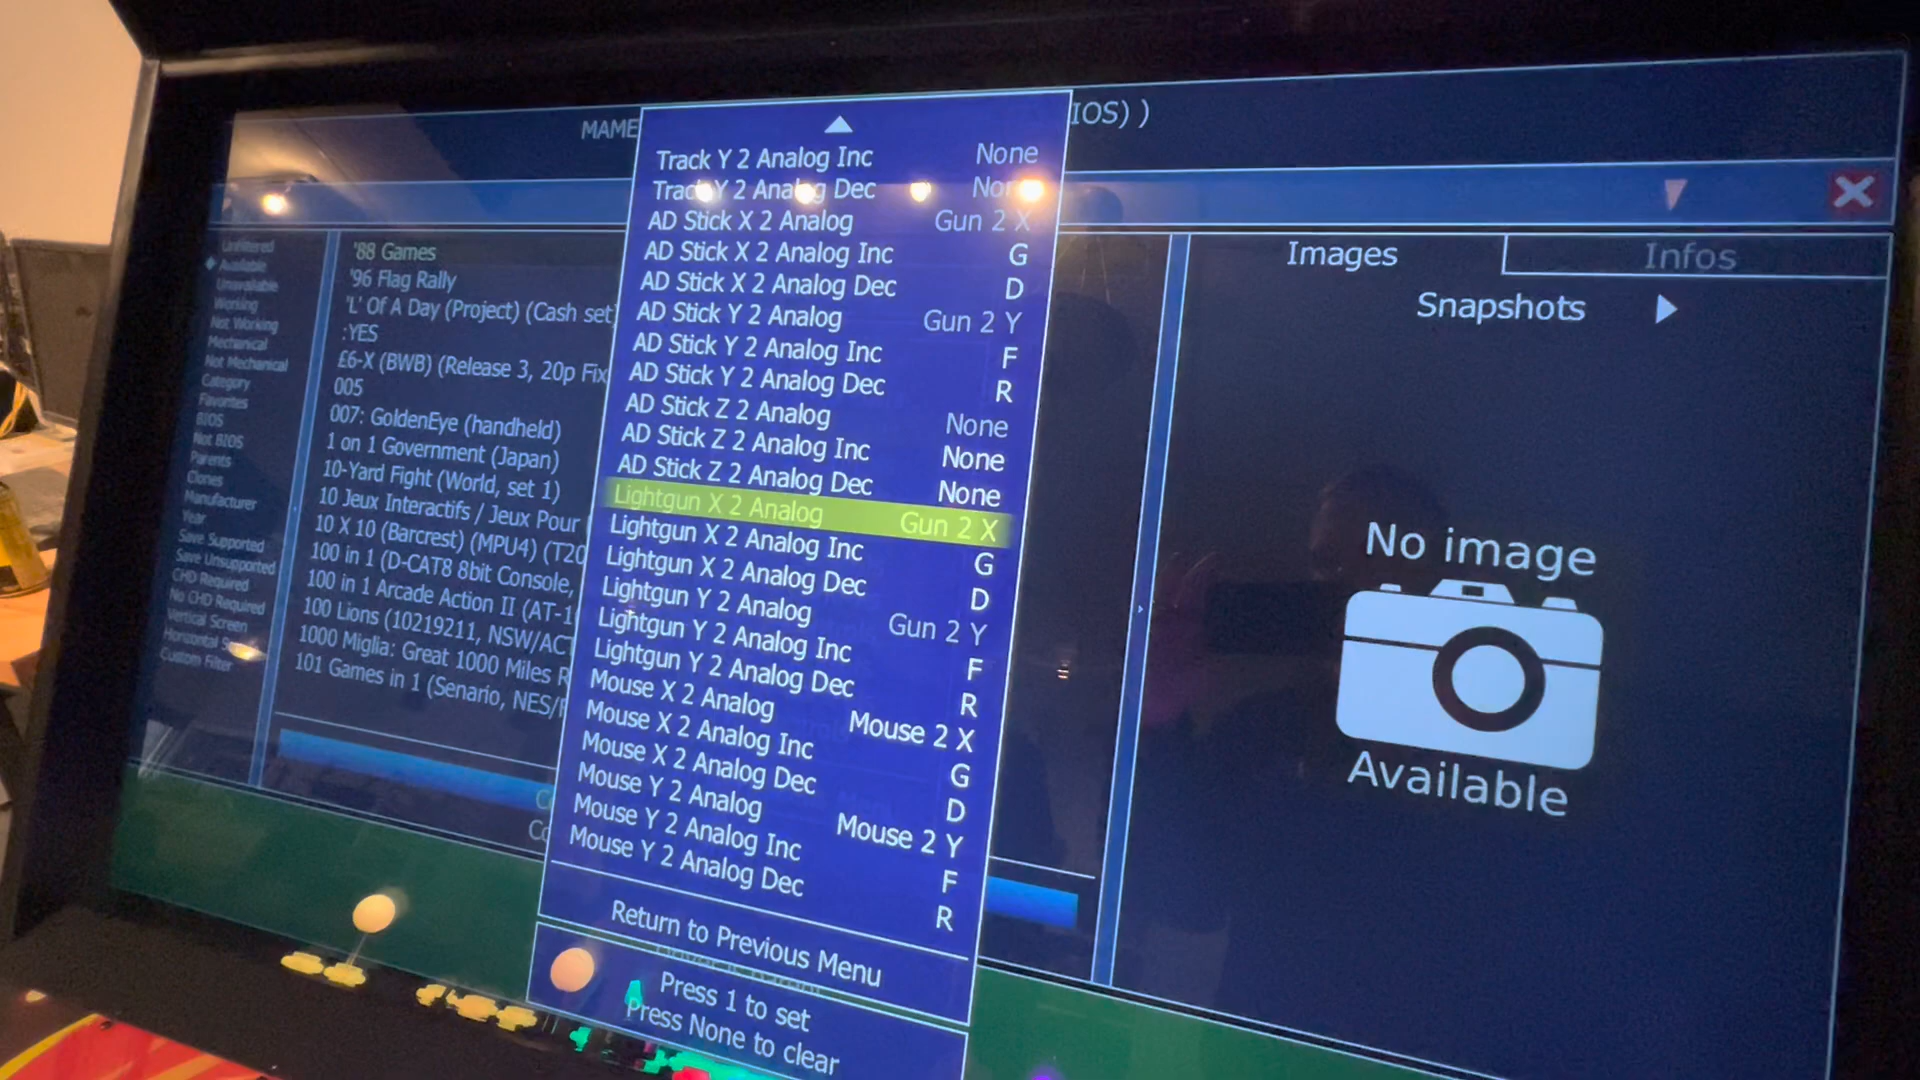 MAME
IOS) )
Track Y 2 Analog Inc None
Track Y 2 Analog Dec None
AD Stick X 2 Analog Gun 2 X
AD Stick X 2 Analog Inc G
AD Stick X 2 Analog Dec D
AD Stick Y 2 Analog Gun 2 Y
AD Stick Y 2 Analog Inc F
AD Stick Y 2 Analog Dec R
AD Stick Z 2 Analog None
AD Stick Z 2 Analog Inc None
AD Stick Z 2 Analog Dec None
Lightgun X 2 Analog Gun 2 X
Lightgun X 2 Analog Inc G
Lightgun X 2 Analog Dec D
Lightgun Y 2 Analog Gun 2 Y
Lightgun Y 2 Analog Inc F
Lightgun Y 2 Analog Dec R
Mouse X 2 Analog Mouse 2 X
Mouse X 2 Analog Inc G
Mouse X 2 Analog Dec D
Mouse Y 2 Analog Mouse 2 Y
Mouse Y 2 Analog Inc F
Mouse Y 2 Analog Dec R
Return to Previous Menu
Press 1 to set
Press None to clear
Unfiltered
Available
Unavailable
Working
Not Working
Mechanical
Not Mechanical
Category
Favorites
BIOS
Not BIOS
Parents
Clones
Manufacturer
Year
Save Supported
Save Unsupported
CHD Required
No CHD Required
Vertical Screen
Horizontal
Custom Filter
'88 Games
'96 Flag Rally
'L' Of A Day (Project) (Cash set
:YES
£6-X (BWB) (Release 3, 20p Fix
005
007: GoldenEye (handheld)
1 on 1 Government (Japan)
10-Yard Fight (World, set 1)
10 Jeux Interactifs / Jeux Pour
10 X 10 (Barcrest) (MPU4) (T20
100 in 1 (D-CAT8 8bit Console,
100 in 1 Arcade Action II (AT-1
100 Lions (10219211, NSW/ACT
1000 Miglia: Great 1000 Miles R
101 Games in 1 (Senario, NES/
Co
Images Infos
Snapshots
No image
Available